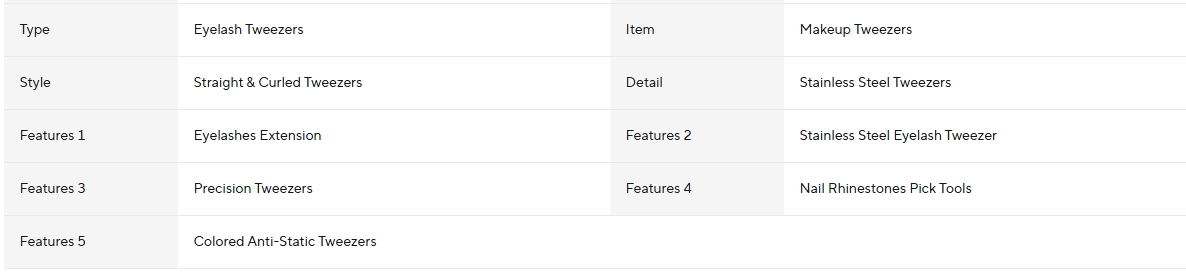 Type Eyelash Tweezers Item Makeup Tweezers
Style Straight & Curled Tweezers Detail Stainless Steel Tweezers
Features 1 Eyelashes Extension Features 2 Stainless Steel Eyelash Tweezer
Features 3 Precision Tweezers Features 4 Nail Rhinestones Pick Tools
Features 5 Colored Anti-Static Tweezers